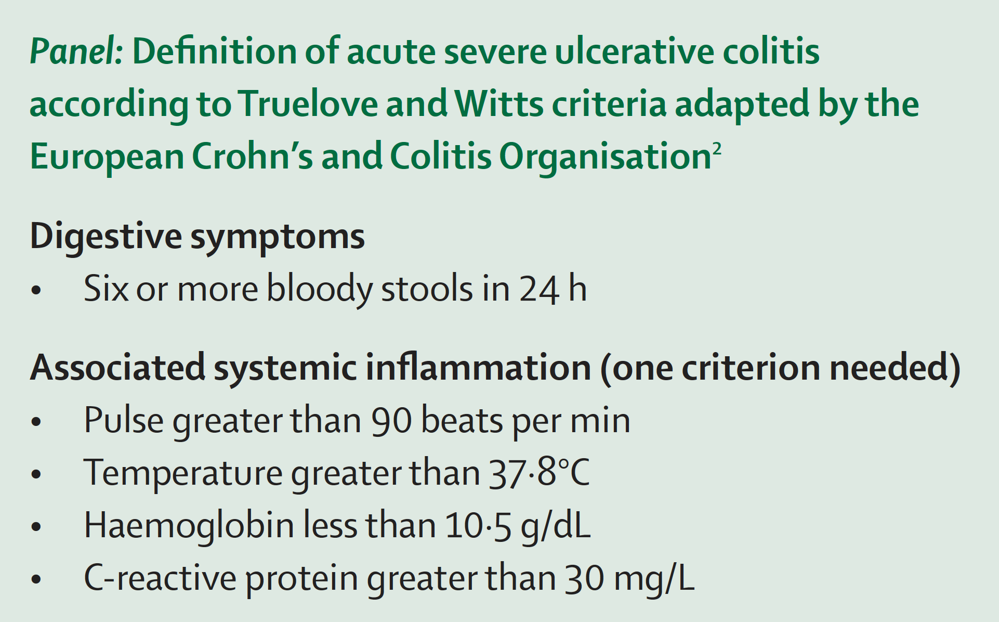 Panel: Definition of acute severe ulcerative colitis
according to Truelove and Witts criteria adapted by the
European Crohn’s and Colitis Organisation²
Digestive symptoms
• Six or more bloody stools in 24 h
Associated systemic inflammation (one criterion needed)
• Pulse greater than 90 beats per min
• Temperature greater than 37·8°C
• Haemoglobin less than 10·5 g/dL
• C-reactive protein greater than 30 mg/L